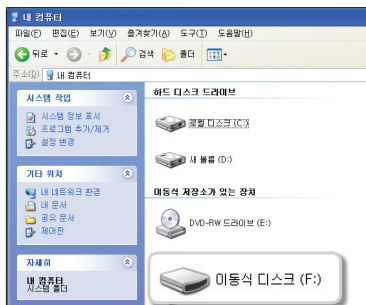 내 컴퓨터
파일(F) 편집(E) 보기(V) 즐겨찾기(A) 도구(T) 도움말(H)
뒤로 검색 폴더
주소(D) 내 컴퓨터
시스템 작업
시스템 정보 표시
프로그램 추가/제거
설정 변경
기타 위치
내 네트워크 환경
내 문서
공유 문서
제어판
자세히
내 컴퓨터
시스템 폴더
하드 디스크 드라이브
로컬 디스크 (C:)
새 볼륨 (D:)
이동식 저장소가 있는 장치
DVD-RW 드라이브 (E:)
이동식 디스크 (F:)